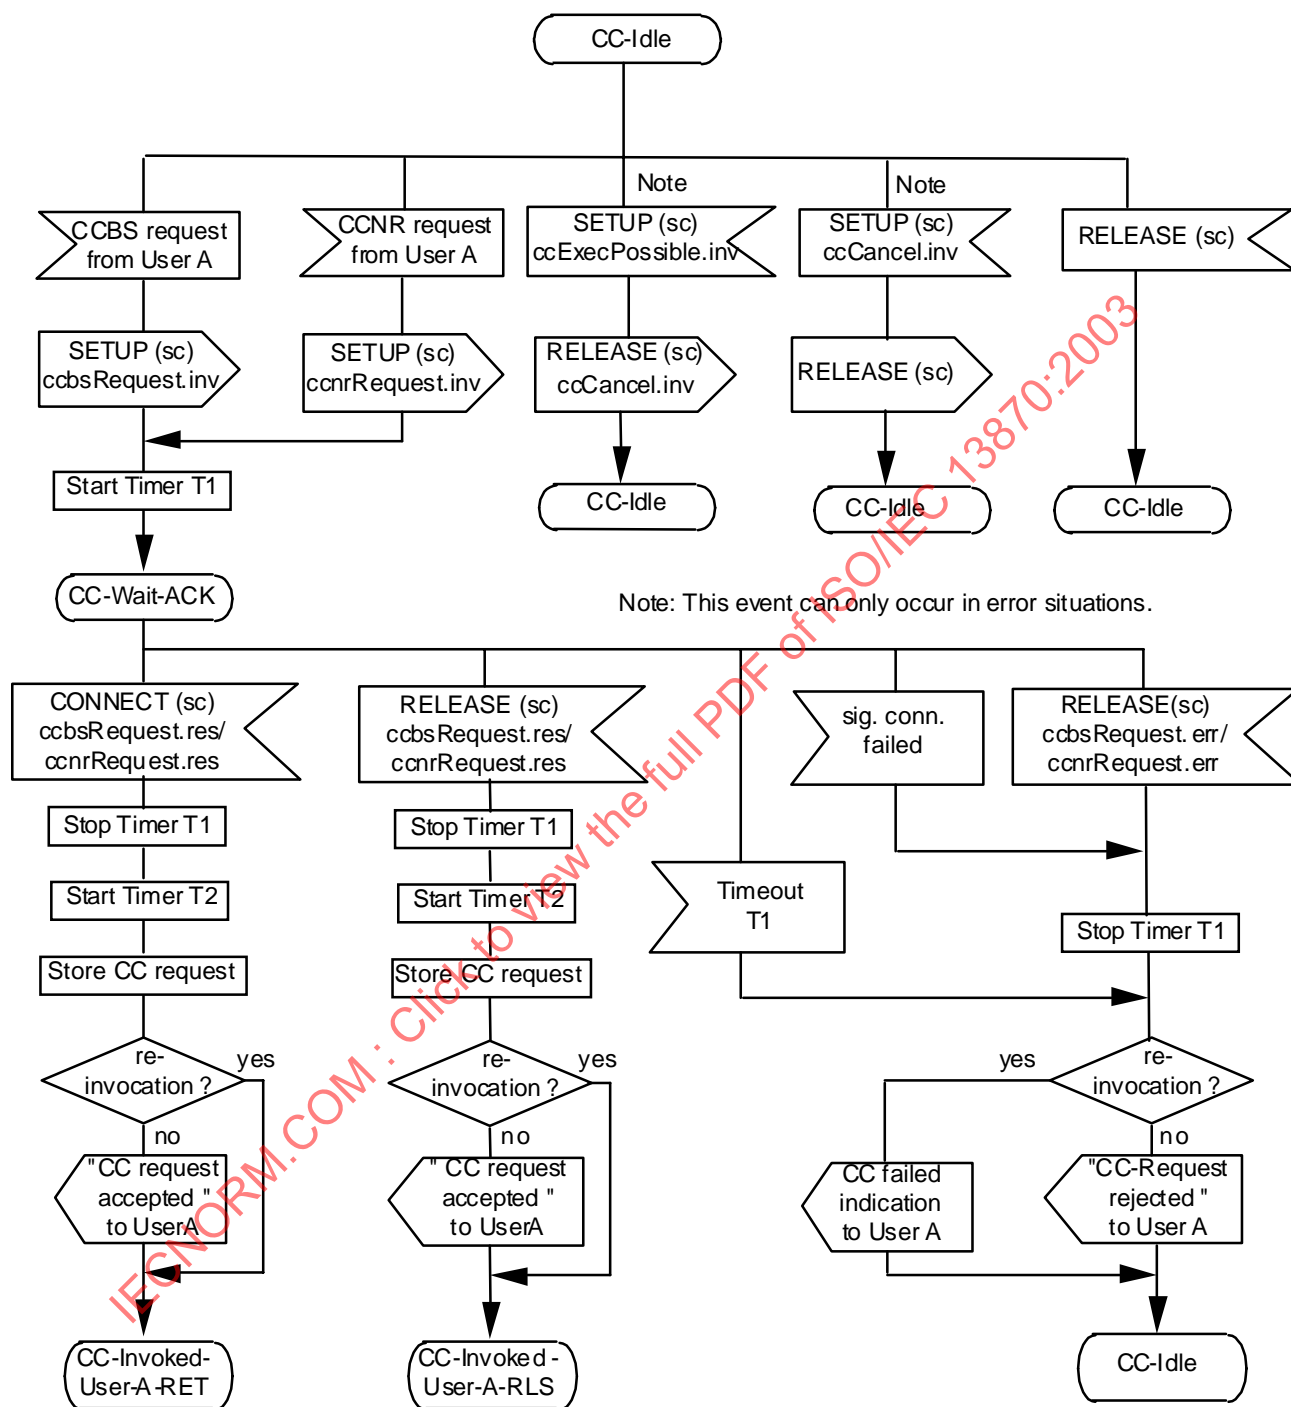 CC-Idle
Note
Note
CCBS request
from User A
CCNR request
from User A
SETUP (sc)
ccExecPossible.inv
SETUP (sc)
ccCancel.inv
RELEASE (sc)
SETUP (sc)
ccbsRequest.inv
SETUP (sc)
ccnrRequest.inv
RELEASE (sc)
ccCancel.inv
RELEASE (sc)
Start Timer T1
CC-Idle
CC-Idle
CC-Idle
CC-Wait-ACK
Note: This event can only occur in error situations.
CONNECT (sc)
ccbsRequest.res/
ccnrRequest.res
RELEASE (sc)
ccbsRequest.res/
ccnrRequest.res
sig. conn.
failed
RELEASE(sc)
ccbsRequest.err/
ccnrRequest.err
Stop Timer T1
Stop Timer T1
Start Timer T2
Start Timer T2
Timeout
T1
Stop Timer T1
Store CC request
Store CC request
re-
invocation ?
yes
no
re-
invocation ?
yes
no
yes
re-
invocation ?
no
"CC request
accepted "
to UserA
" CC request
accepted "
to UserA
CC failed
indication
to User A
"CC-Request
rejected "
to User A
CC-Invoked-
User-A-RET
CC-Invoked -
User-A-RLS
CC-Idle
IECNORM.COM : Click to view the full PDF of ISO/IEC 13870:2003